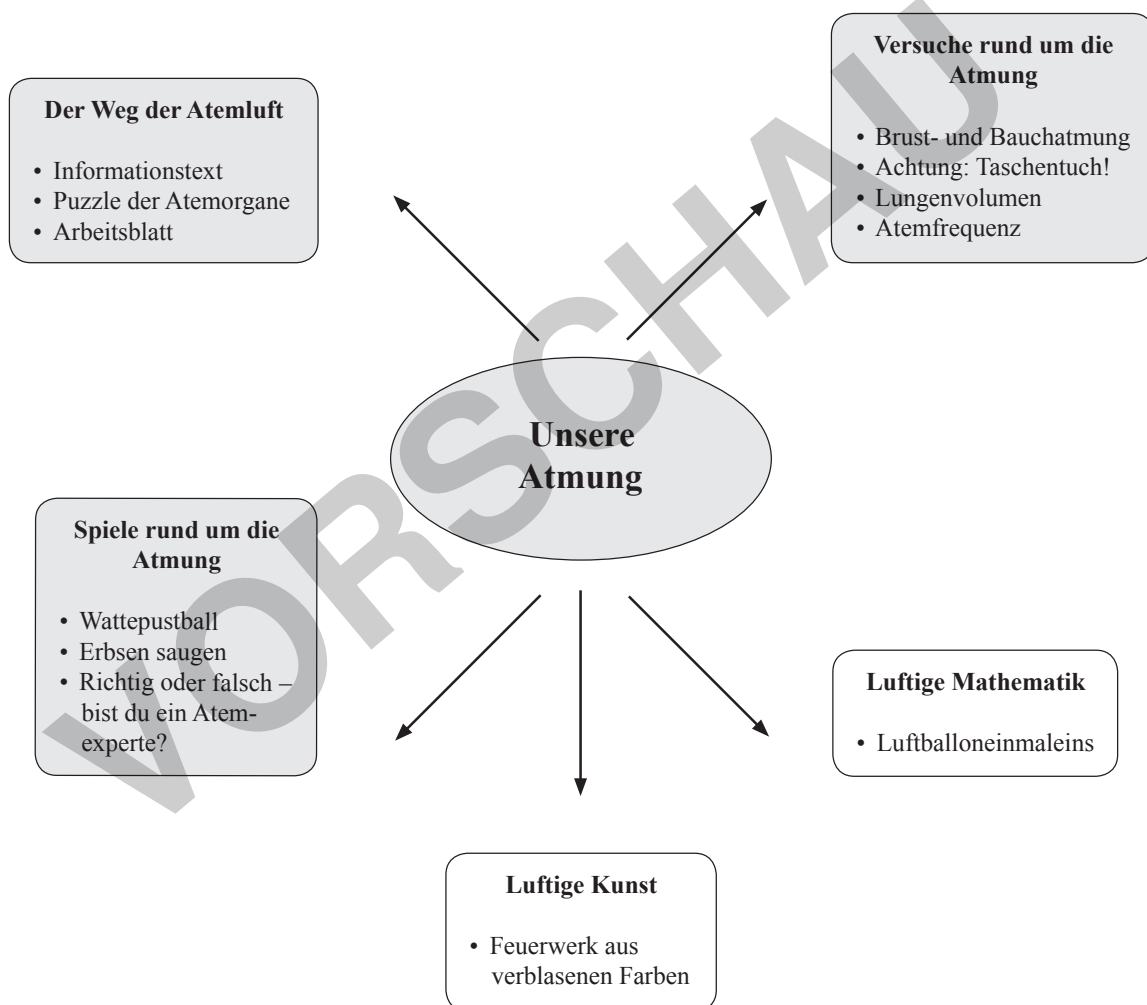 Versuche rund um die
Atmung
• Brust- und Bauchatmung
• Achtung: Taschentuch!
• Lungenvolumen
• Atemfrequenz
Der Weg der Atemluft
• Informationstext
• Puzzle der Atemorgane
• Arbeitsblatt
Unsere
Atmung
Spiele rund um die
Atmung
• Wattepustball
• Erbsen saugen
• Richtig oder falsch –
bist du ein Atem-
experte?
Luftige Mathematik
• Luftballoneinmaleins
Luftige Kunst
• Feuerwerk aus
verblasenen Farben
VORSCHAU